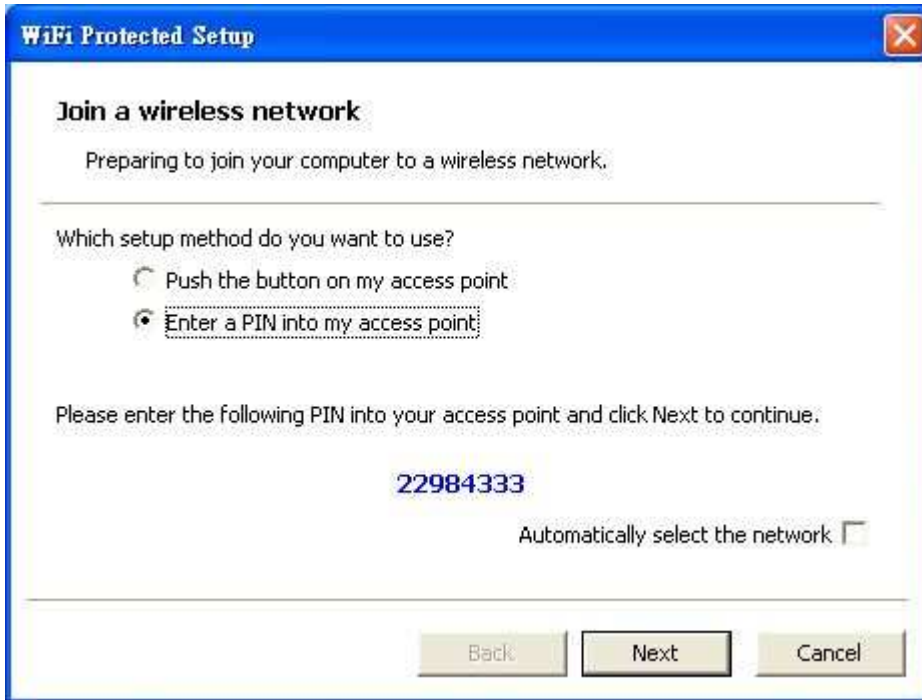 WiFi Protected Setup
Join a wireless network
Preparing to join your computer to a wireless network.
Which setup method do you want to use?
Push the button on my access point
Enter a PIN into my access point
Please enter the following PIN into your access point and click Next to continue.
22984333
Automatically select the network
Back Next Cancel